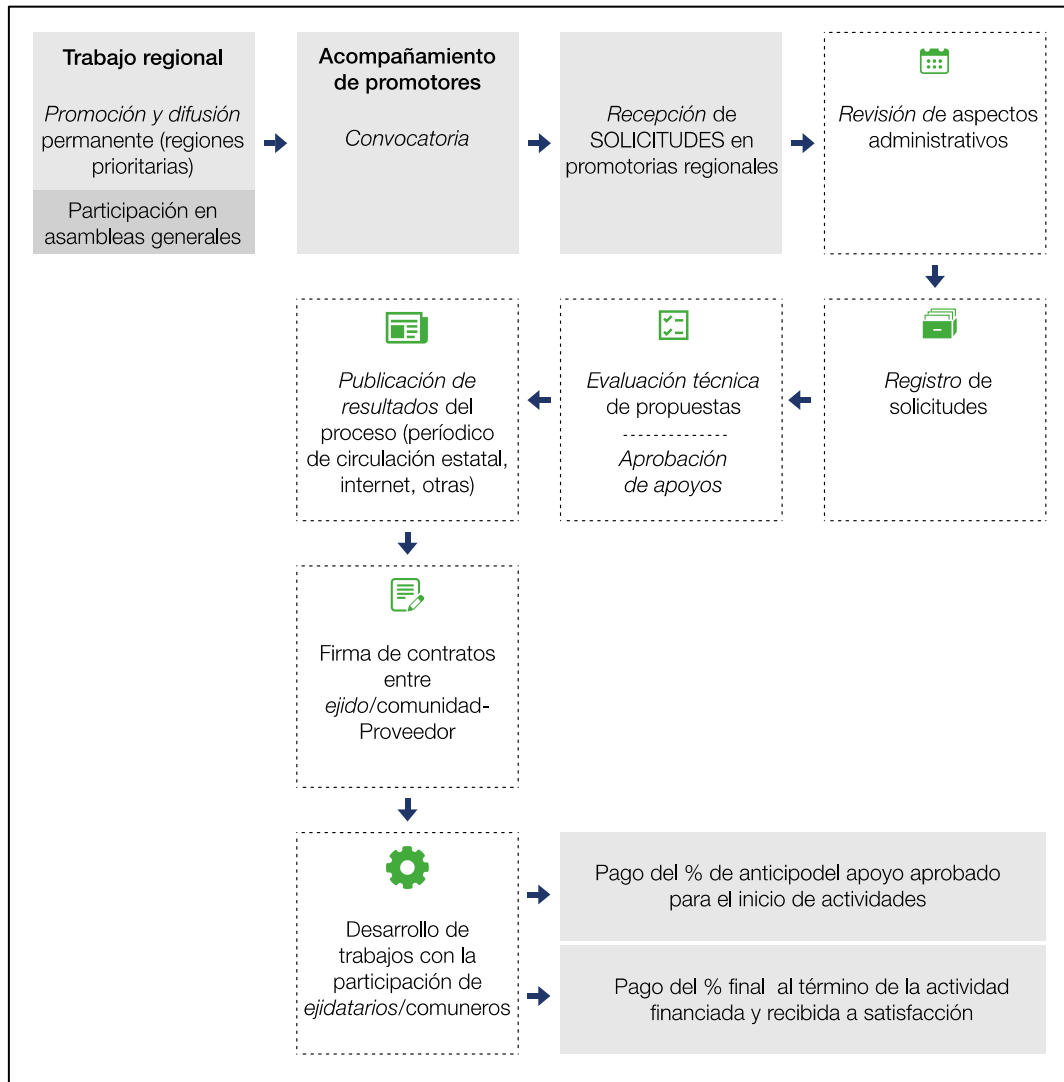 Trabajo regional
Promoción y difusión
permanente (regiones
prioritarias)
Participación en
asambleas generales
Acompañamiento
de promotores
Convocatoria
Recepción de
SOLICITUDES en
promotorias regionales
Revisión de aspectos
administrativos
Registro de
solicitudes
Evaluación técnica
de propuestas
Aprobación
de apoyos
Publicación de
resultados del
proceso (períodico
de circulación estatal,
internet, otras)
Firma de contratos
entre
ejido/comunidad-
Proveedor
Desarrollo de
trabajos con la
participación de
ejidatarios/comuneros
Pago del % de anticipodel apoyo aprobado
para el inicio de actividades
Pago del % final al término de la actividad
financiada y recibida a satisfacción